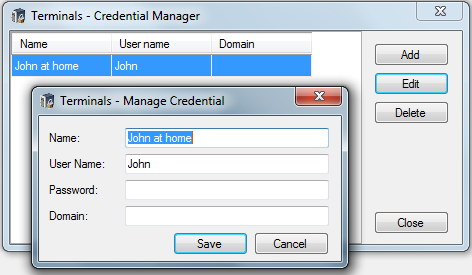 Terminals - Credential Manager
Name User name Domain
John at home John
Add
Edit
Delete
Close
Terminals - Manage Credential
Name: John at home
User Name: John
Password:
Domain:
Save Cancel